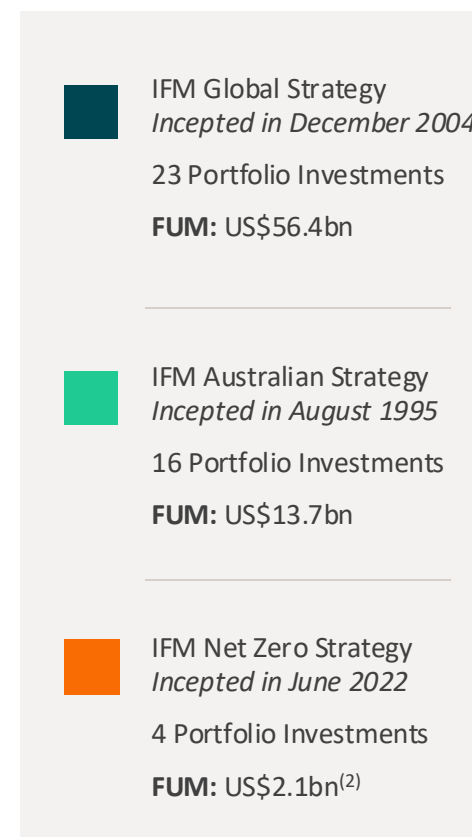 IFM Global Strategy
Incepted in December 2004
23 Portfolio Investments
FUM: US$56.4bn
IFM Australian Strategy
Incepted in August 1995
16 Portfolio Investments
FUM: US$13.7bn
IFM Net Zero Strategy
Incepted in June 2022
4 Portfolio Investments
FUM: US$2.1bn(2)